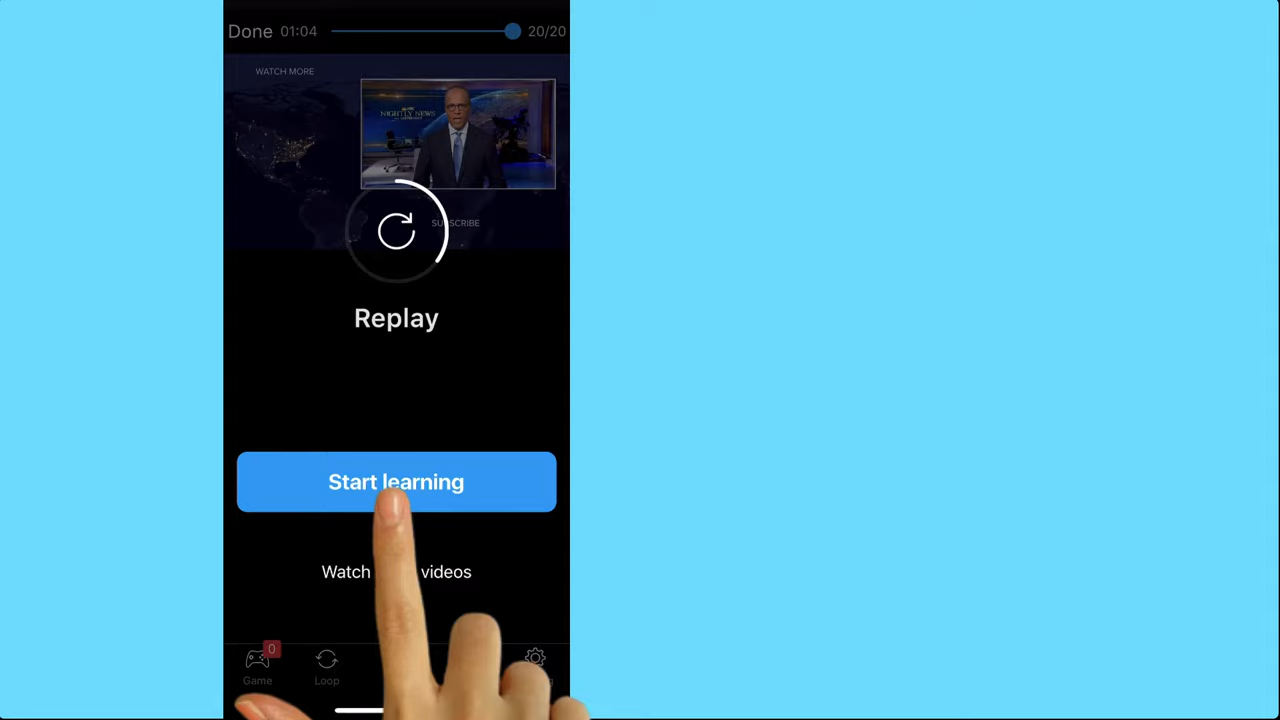 Done 01:04 20/20
WATCH MORE
NIGHTLY NEWS
SUBSCRIBE
Replay
Start learning
Watch videos
0
Game Loop